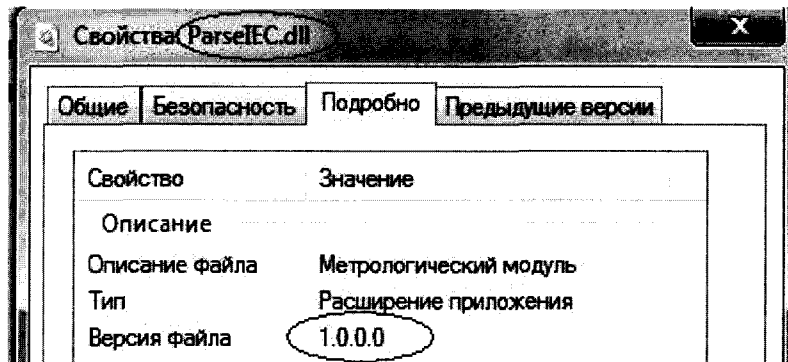 Свойства: ParseIEC.dll
X
Общие Безопасность Подробно Предыдущие версии
Свойство Значение
Описание
Описание файла Метрологический модуль
Тип Расширение приложения
Версия файла 1.0.0.0